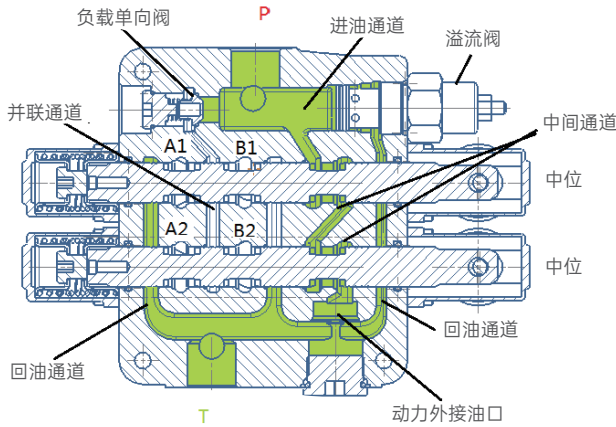 负载单向阀
P
进油通道
溢流阀
并联通道
中间通道
A1
B1
中位
A2
B2
中位
回油通道
回油通道
动力外接油口
T